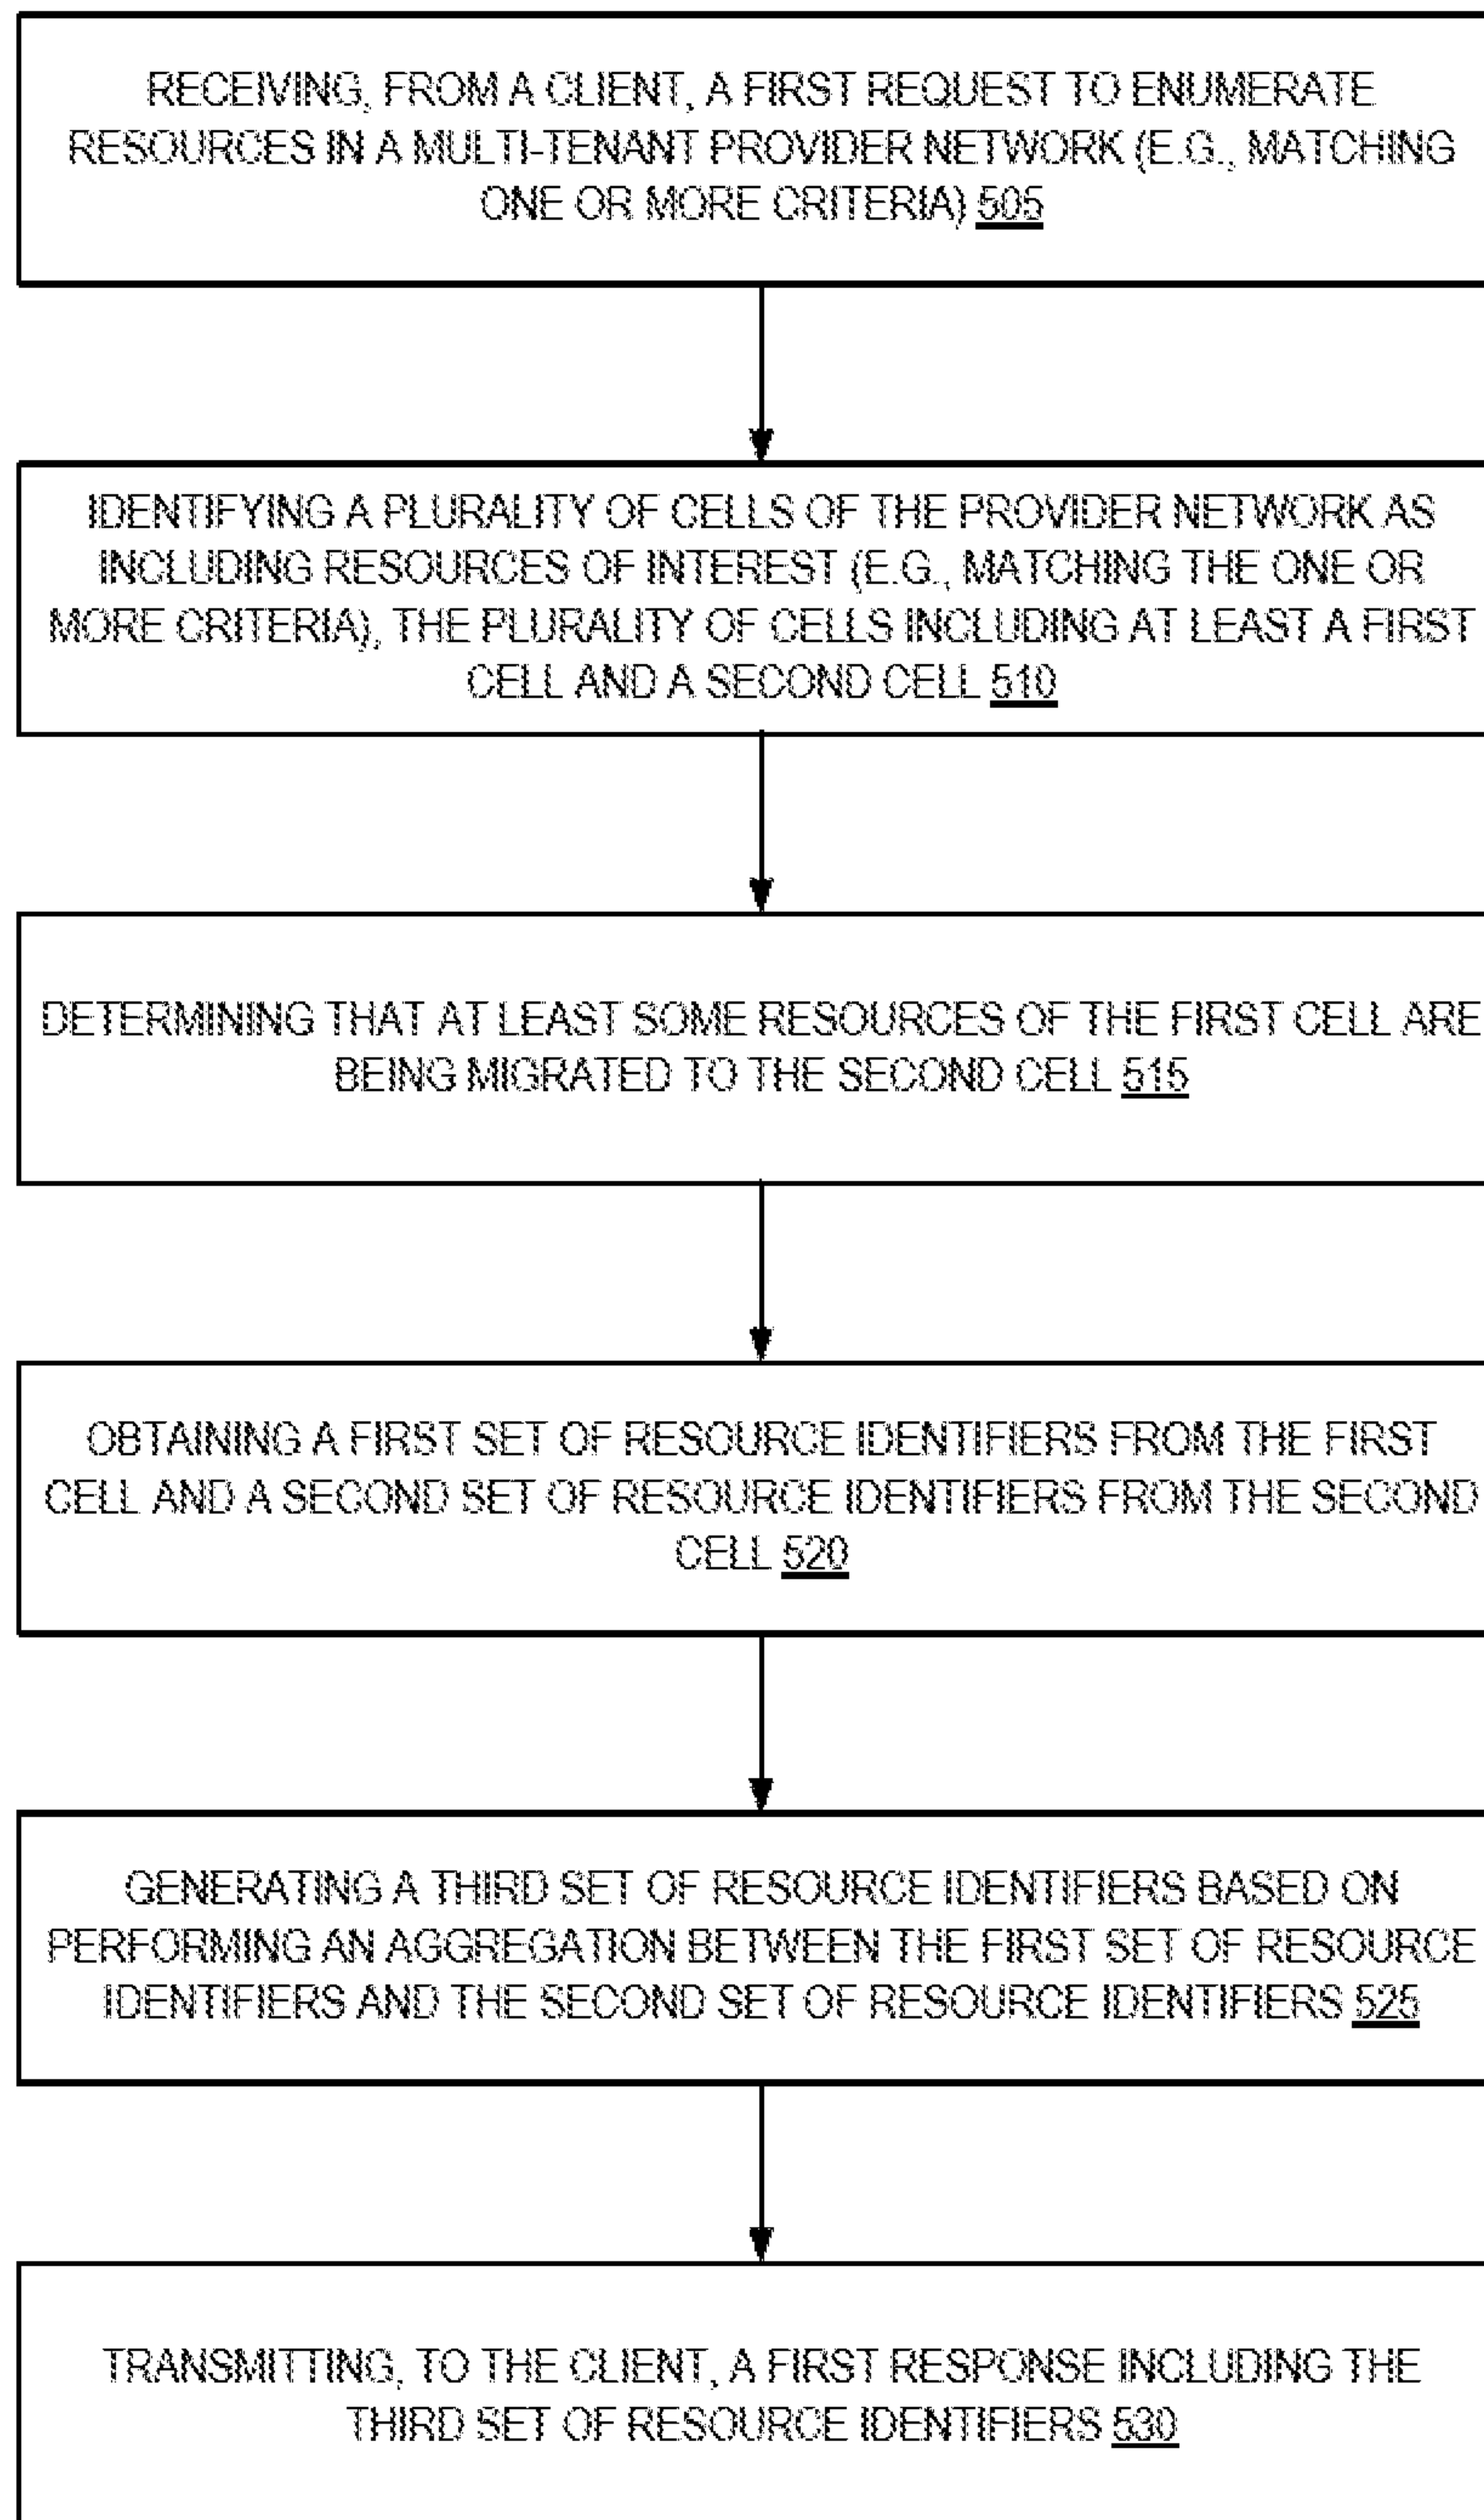 RECEIVING, FROM A CLIENT, A FIRST REQUEST TO ENUMERATE
RESOURCES IN A MULTI-TENANT PROVIDER NETWORK (E.G., MATCHING
ONE OR MORE CRITERIA) 505
IDENTIFYING A PLURALITY OF CELLS OF THE PROVIDER NETWORK AS
INCLUDING RESOURCES OF INTEREST (E.G., MATCHING THE ONE OR
MORE CRITERIA), THE PLURALITY OF CELLS INCLUDING AT LEAST A FIRST
CELL AND A SECOND CELL 510
DETERMINING THAT AT LEAST SOME RESOURCES OF THE FIRST CELL ARE
BEING MIGRATED TO THE SECOND CELL 515
OBTAINING A FIRST SET OF RESOURCE IDENTIFIERS FROM THE FIRST
CELL AND A SECOND SET OF RESOURCE IDENTIFIERS FROM THE SECOND
CELL 520
GENERATING A THIRD SET OF RESOURCE IDENTIFIERS BASED ON
PERFORMING AN AGGREGATION BETWEEN THE FIRST SET OF RESOURCE
IDENTIFIERS AND THE SECOND SET OF RESOURCE IDENTIFIERS 525
TRANSMITTING, TO THE CLIENT, A FIRST RESPONSE INCLUDING THE
THIRD SET OF RESOURCE IDENTIFIERS 530